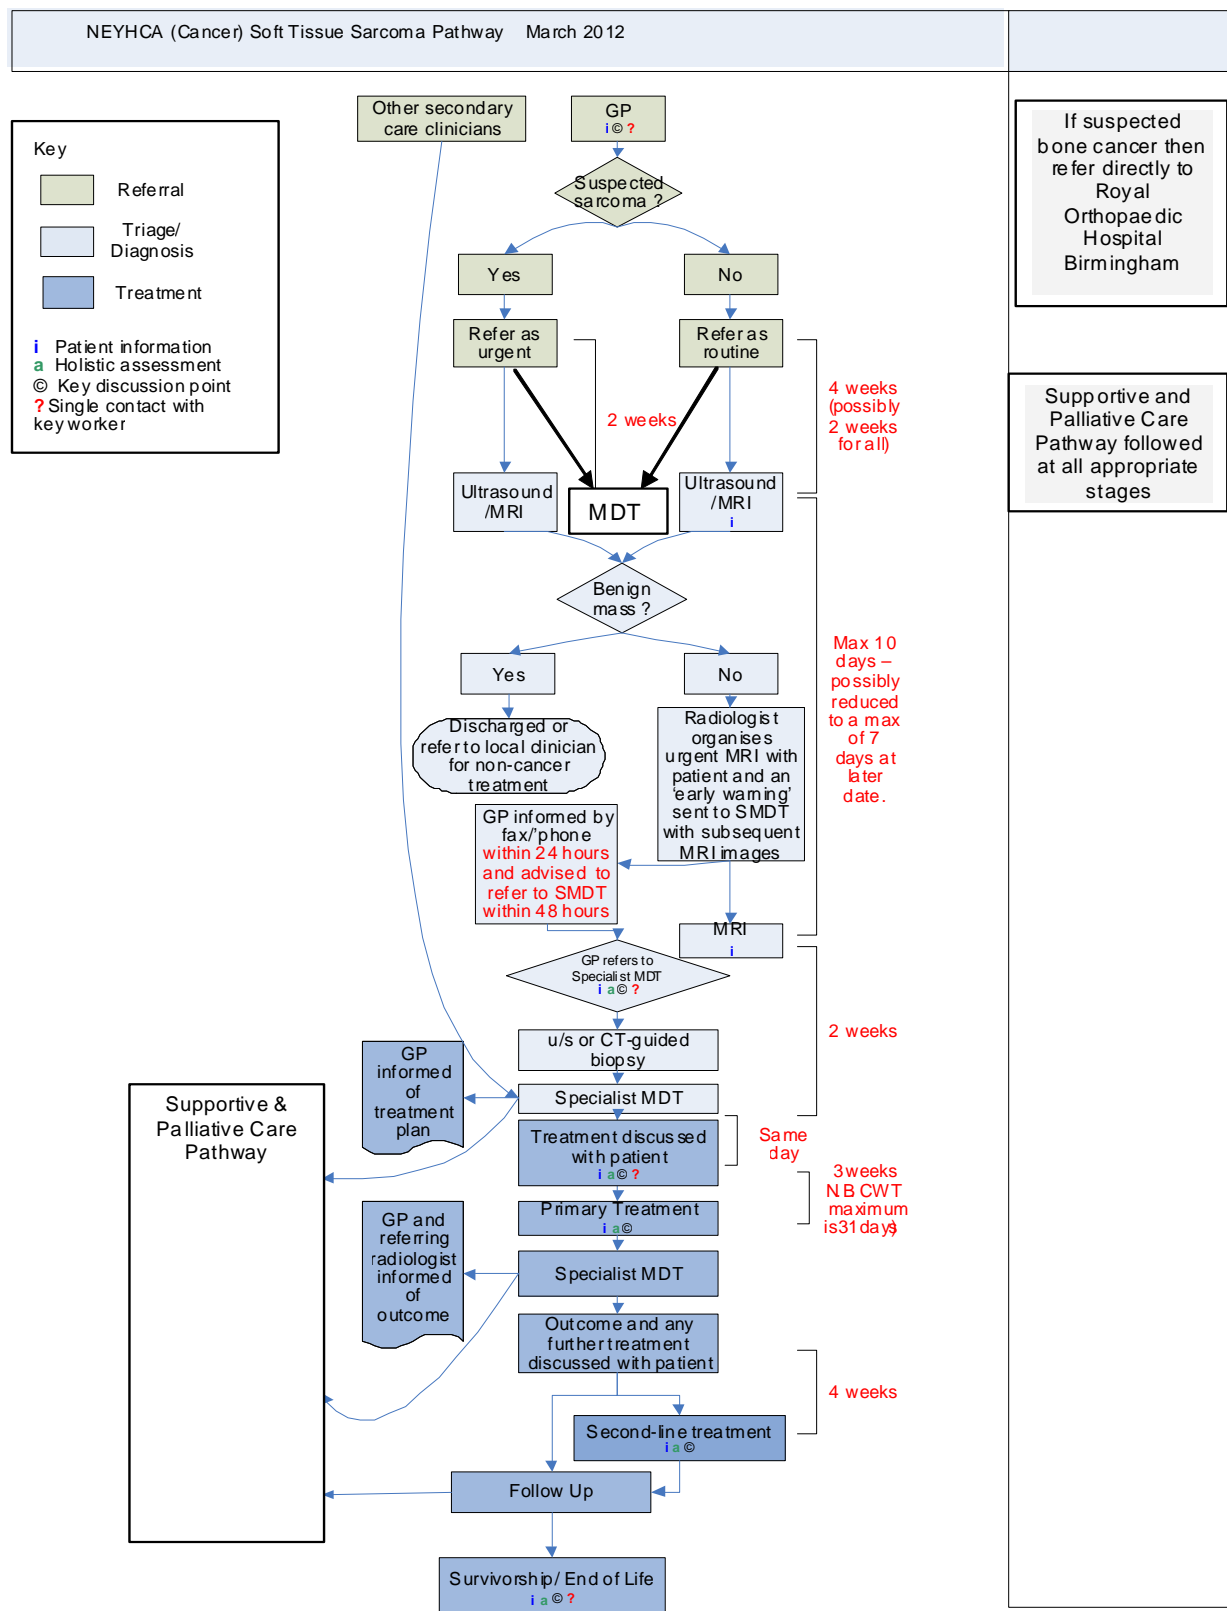 NEYHCA (Cancer) Soft Tissue Sarcoma Pathway March 2012
Key
Referral
Triage/
Diagnosis
Treatment
i Patient information
a Holistic assessment
© Key discussion point
? Single contact with
key worker
Other secondary
care clinicians
GP
i © ?
Suspected
sarcoma ?
Yes
No
Refer as
urgent
Refer as
routine
2 weeks
4 weeks
(possibly
2 weeks
for all)
Ultrasound
/MRI
MDT
Ultrasound
/MRI
i
Benign
mass ?
Yes
No
Discharged or
refer to local clinician
for non-cancer
treatment
Radiologist
organises
urgent MRI with
patient and an
‘early warning’
sent to SMDT
with subsequent
MRI images
Max 10
days –
possibly
reduced
to a max
of 7
days at
later
date.
GP informed by
fax/’phone
within 24 hours
and advised to
refer to SMDT
within 48 hours
MRI
i
GP refers to
Specialist MDT
i a © ?
2 weeks
u/s or CT-guided
biopsy
Specialist MDT
GP
informed
of
treatment
plan
Supportive &
Palliative Care
Pathway
Treatment discussed
with patient
i a © ?
Same
day
3 weeks
N.B CWT
maximum
is 31 days)
Primary Treatment
i a ©
GP and
referring
radiologist
informed
of
outcome
Specialist MDT
Outcome and any
further treatment
discussed with patient
4 weeks
Second-line treatment
i a ©
Follow Up
Survivorship/ End of Life
i a © ?
If suspected
bone cancer then
refer directly to
Royal
Orthopaedic
Hospital
Birmingham
Supportive and
Palliative Care
Pathway followed
at all appropriate
stages